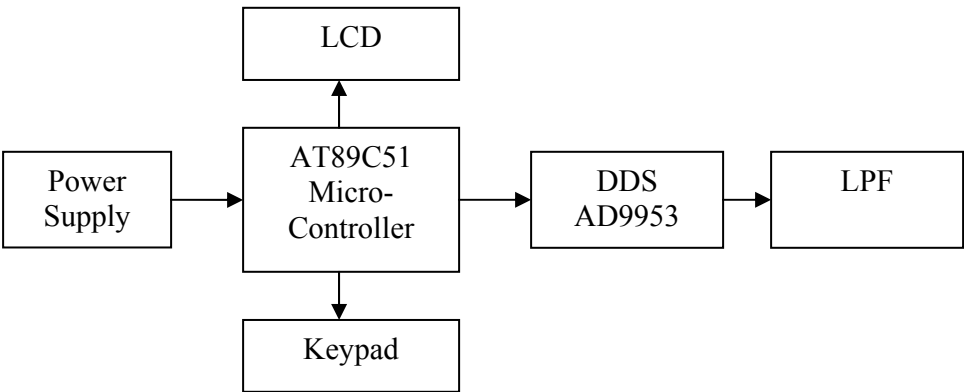 LCD
Power
Supply
AT89C51
Micro-
Controller
DDS
AD9953
LPF
Keypad